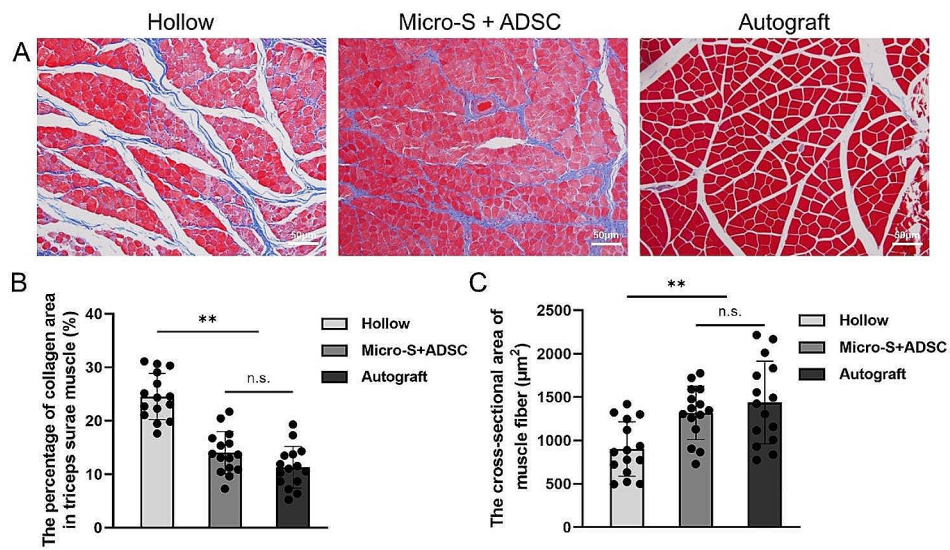 Hollow
Micro-S + ADSC
Autograft
A
50μm
50μm
50μm
B
The percentage of collagen area
in triceps surae muscle (%)
40
30
20
10
0
**
n.s.
Hollow
Micro-S+ADSC
Autograft
C
The cross-sectional area of
muscle fiber (μm²)
2500
2000
1500
1000
500
0
**
n.s.
Hollow
Micro-S+ADSC
Autograft